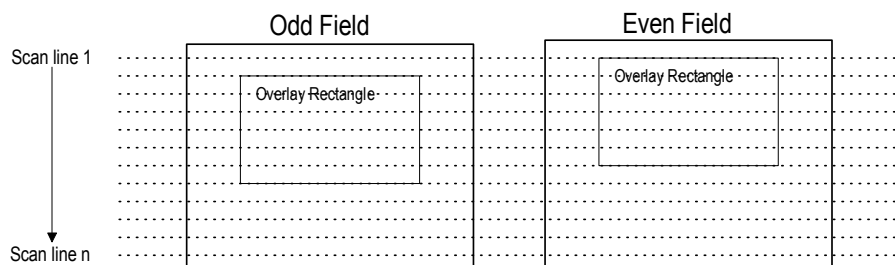 Odd Field
Even Field
Scan line 1
Overlay Rectangle
Overlay Rectangle
Scan line n